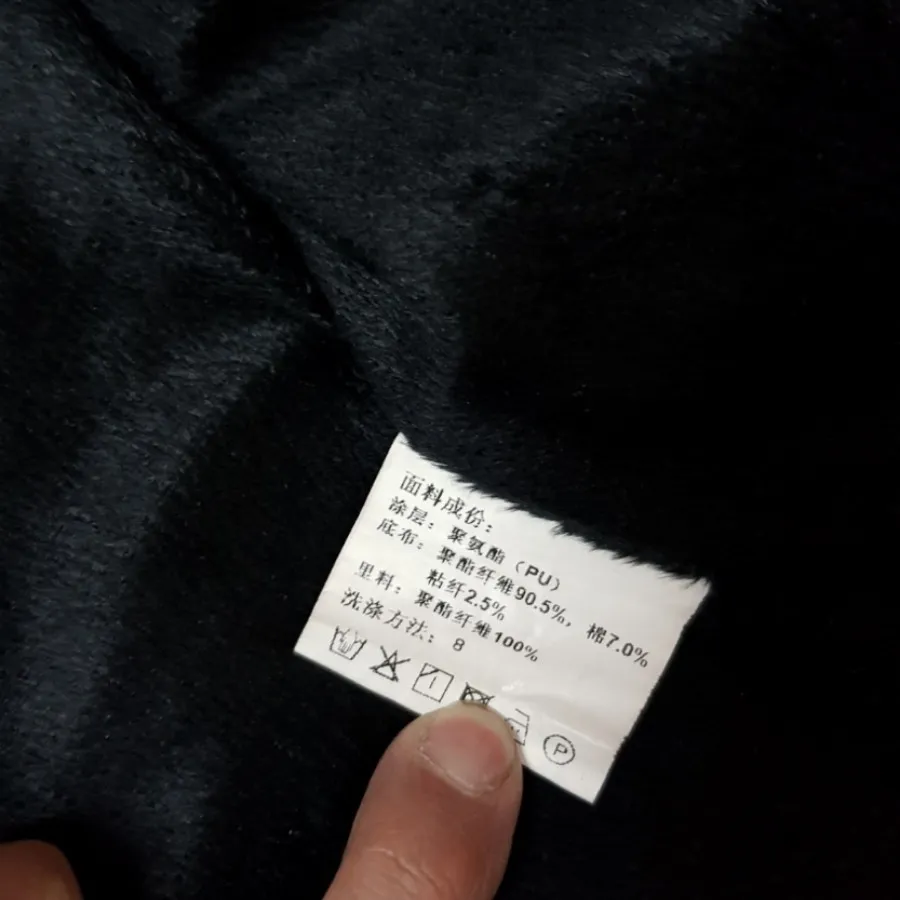 面料成份：
涂层：聚氨酯（PU）
底布：聚酯纤维90.5%，棉7.0%
粘纤2.5%
里料：聚酯纤维100%
洗涤方法：8
P